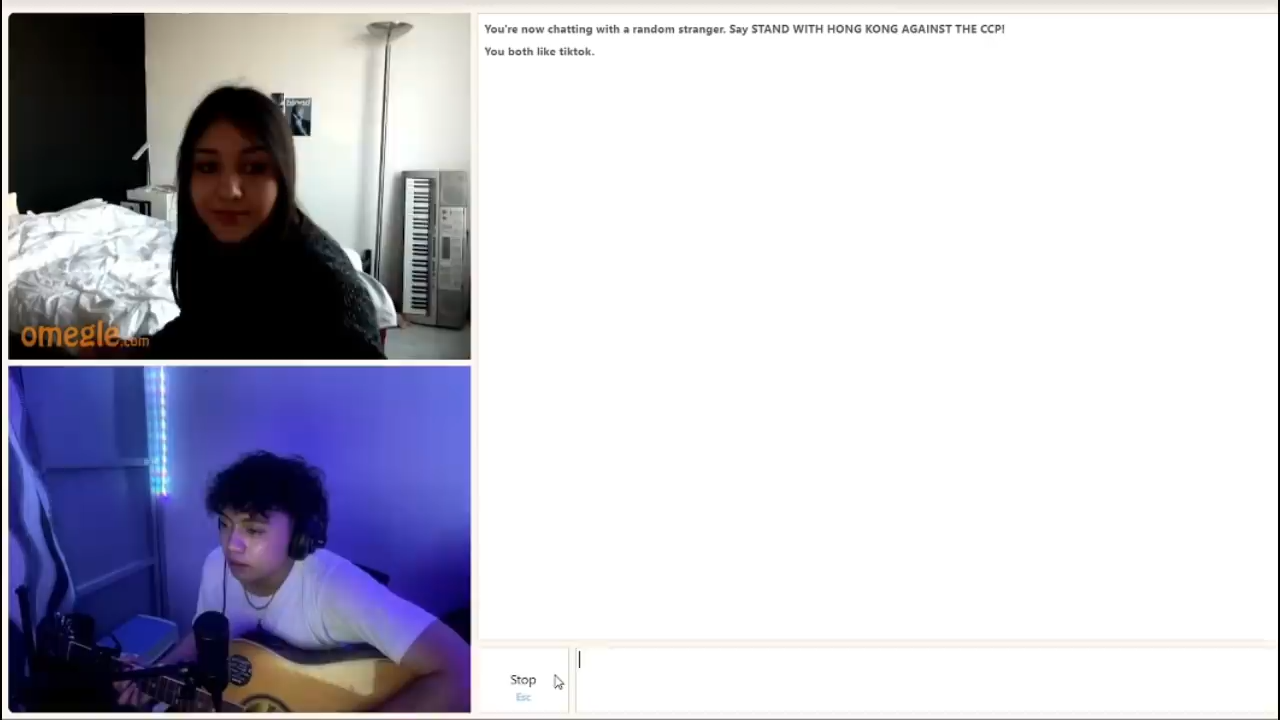 You're now chatting with a random stranger. Say STAND WITH HONG KONG AGAINST THE CCP!
You both like tiktok.
omegle.com
Stop
Esc